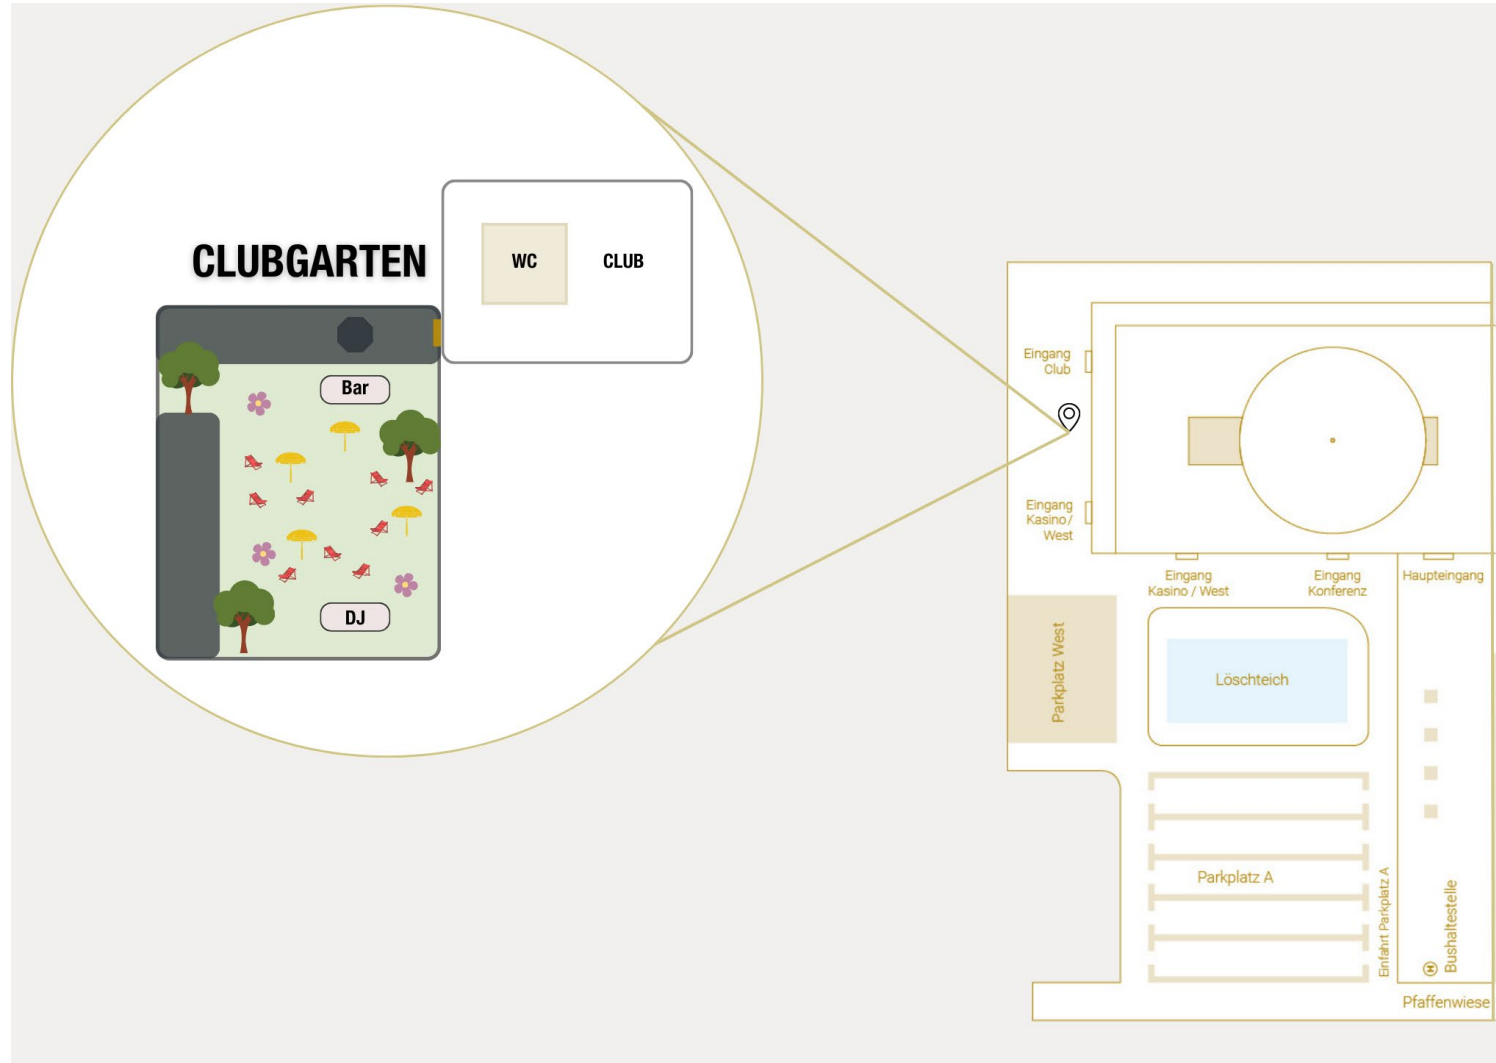 CLUBGARTEN
WC
CLUB
Bar
DJ
Eingang
Club
Eingang
Kasino /
West
Eingang
Kasino / West
Eingang
Konferenz
Haupteingang
Parkplatz West
Löschteich
Parkplatz A
Einfahrt Parkplatz A
H
Bushaltestelle
Pfaffenwiese